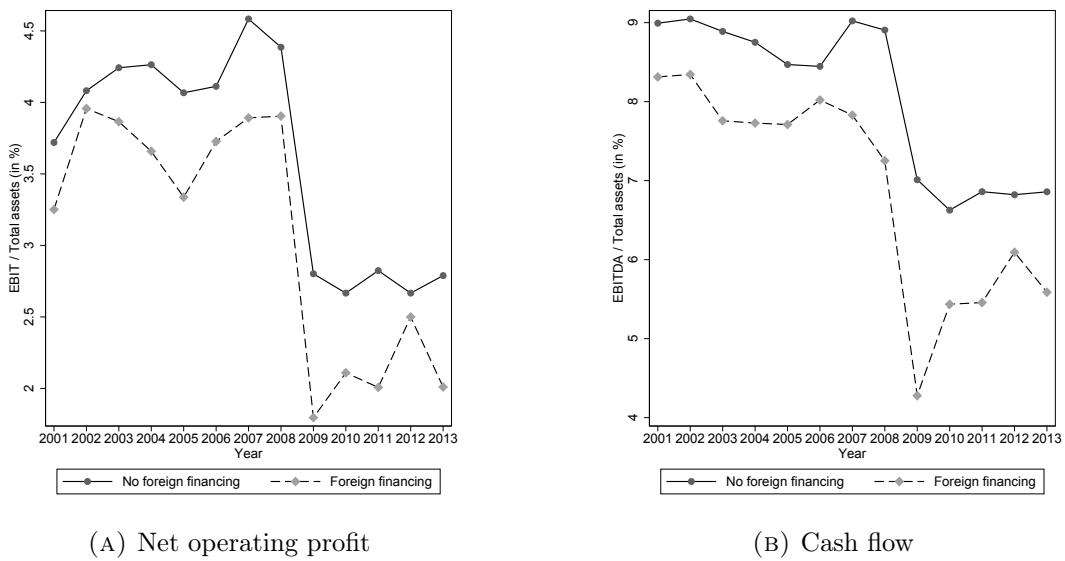 EBIT / Total assets (in %)
4.5
4
3.5
3
2.5
2
2001 2002 2003 2004 2005 2006 2007 2008 2009 2010 2011 2012 2013
Year
No foreign financing Foreign financing
(A) Net operating profit
EBITDA / Total assets (in %)
9
8
7
6
5
4
2001 2002 2003 2004 2005 2006 2007 2008 2009 2010 2011 2012 2013
Year
No foreign financing Foreign financing
(B) Cash flow